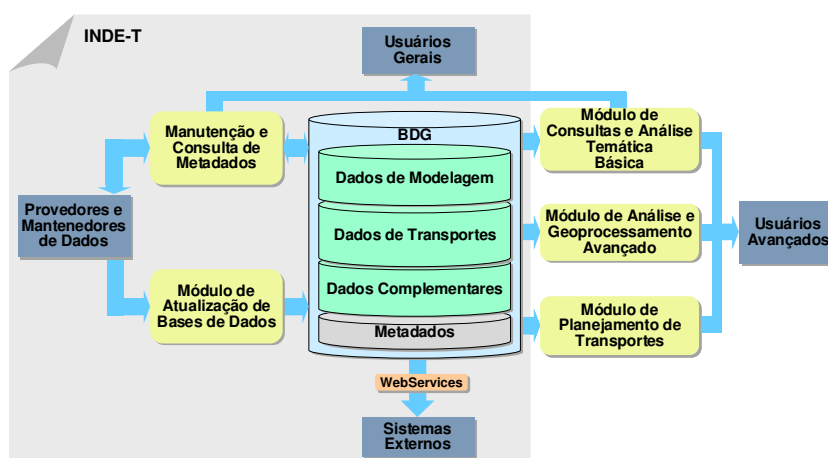 INDE-T
Usuários
Gerais
Manutenção e
Consulta de
Metadados
BDG
Módulo de
Consultas e Análise
Temática
Básica
Dados de Modelagem
Provedores e
Mantenedores
de Dados
Dados de Transportes
Módulo de Análise e
Geoprocessamento
Avançado
Usuários
Avançados
Módulo de
Atualização de
Bases de Dados
Dados Complementares
Metadados
Módulo de
Planejamento de
Transportes
WebServices
Sistemas
Externos